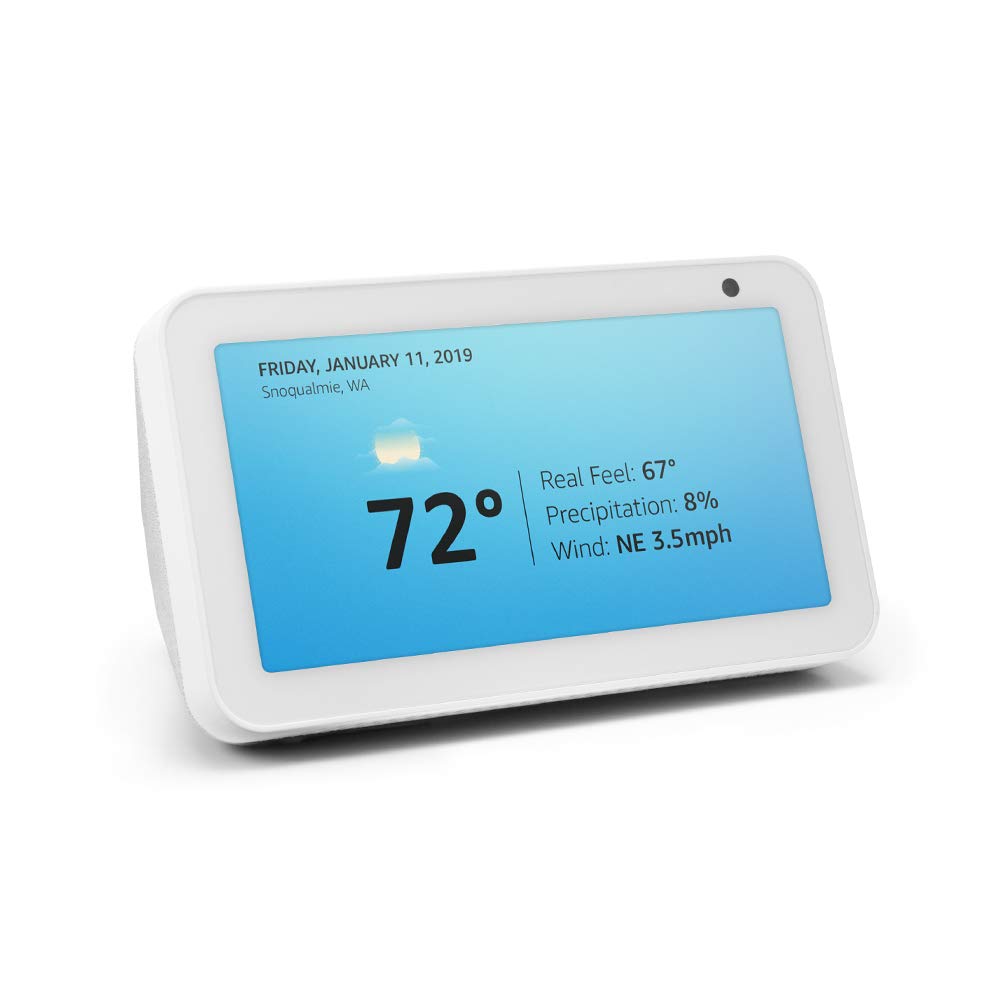 FRIDAY, JANUARY 11, 2019
Snoqualmie, WA
72°
Real Feel: 67°
Precipitation: 8%
Wind: NE 3.5mph